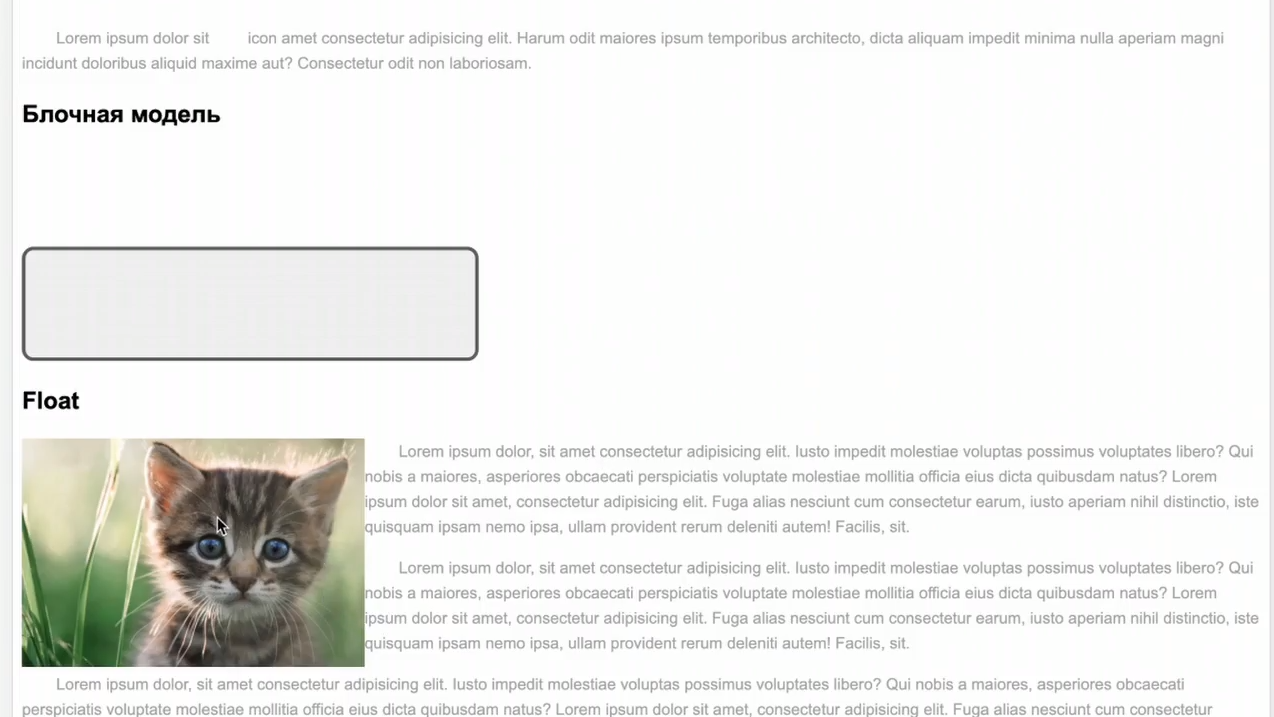 Lorem ipsum dolor sit icon amet consectetur adipisicing elit. Harum odit maiores ipsum temporibus architecto, dicta aliquam impedit minima nulla aperiam magni
incidunt doloribus aliquid maxime aut? Consectetur odit non laboriosam.
Блочная модель
Float
Lorem ipsum dolor, sit amet consectetur adipisicing elit. Iusto impedit molestiae voluptas possimus voluptates libero? Qui
nobis a maiores, asperiores obcaecati perspiciatis voluptate molestiae mollitia officia eius dicta quibusdam natus? Lorem
ipsum dolor sit amet, consectetur adipisicing elit. Fuga alias nesciunt cum consectetur earum, iusto aperiam nihil distinctio, iste
quisquam ipsam nemo ipsa, ullam provident rerum deleniti autem! Facilis, sit.
Lorem ipsum dolor, sit amet consectetur adipisicing elit. Iusto impedit molestiae voluptas possimus voluptates libero? Qui
nobis a maiores, asperiores obcaecati perspiciatis voluptate molestiae mollitia officia eius dicta quibusdam natus? Lorem
ipsum dolor sit amet, consectetur adipisicing elit. Fuga alias nesciunt cum consectetur earum, iusto aperiam nihil distinctio, iste
quisquam ipsam nemo ipsa, ullam provident rerum deleniti autem! Facilis, sit.
Lorem ipsum dolor, sit amet consectetur adipisicing elit. Iusto impedit molestiae voluptas possimus voluptates libero? Qui nobis a maiores, asperiores obcaecati
perspiciatis voluptate molestiae mollitia officia eius dicta quibusdam natus? Lorem ipsum dolor sit amet, consectetur adipisicing elit. Fuga alias nesciunt cum consectetur